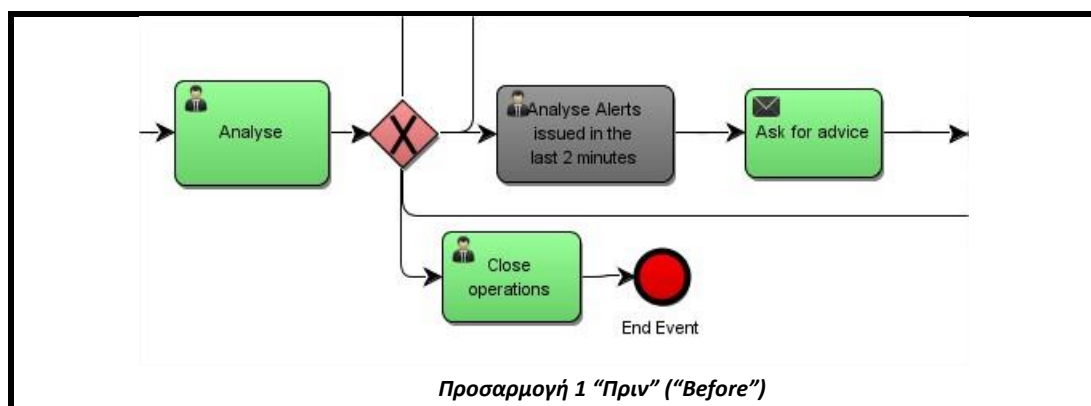 Analyse
X
Analyse Alerts
issued in the
last 2 minutes
Ask for advice
Close
operations
End Event
Προσαρμογή 1 “Πριν” (“Before”)